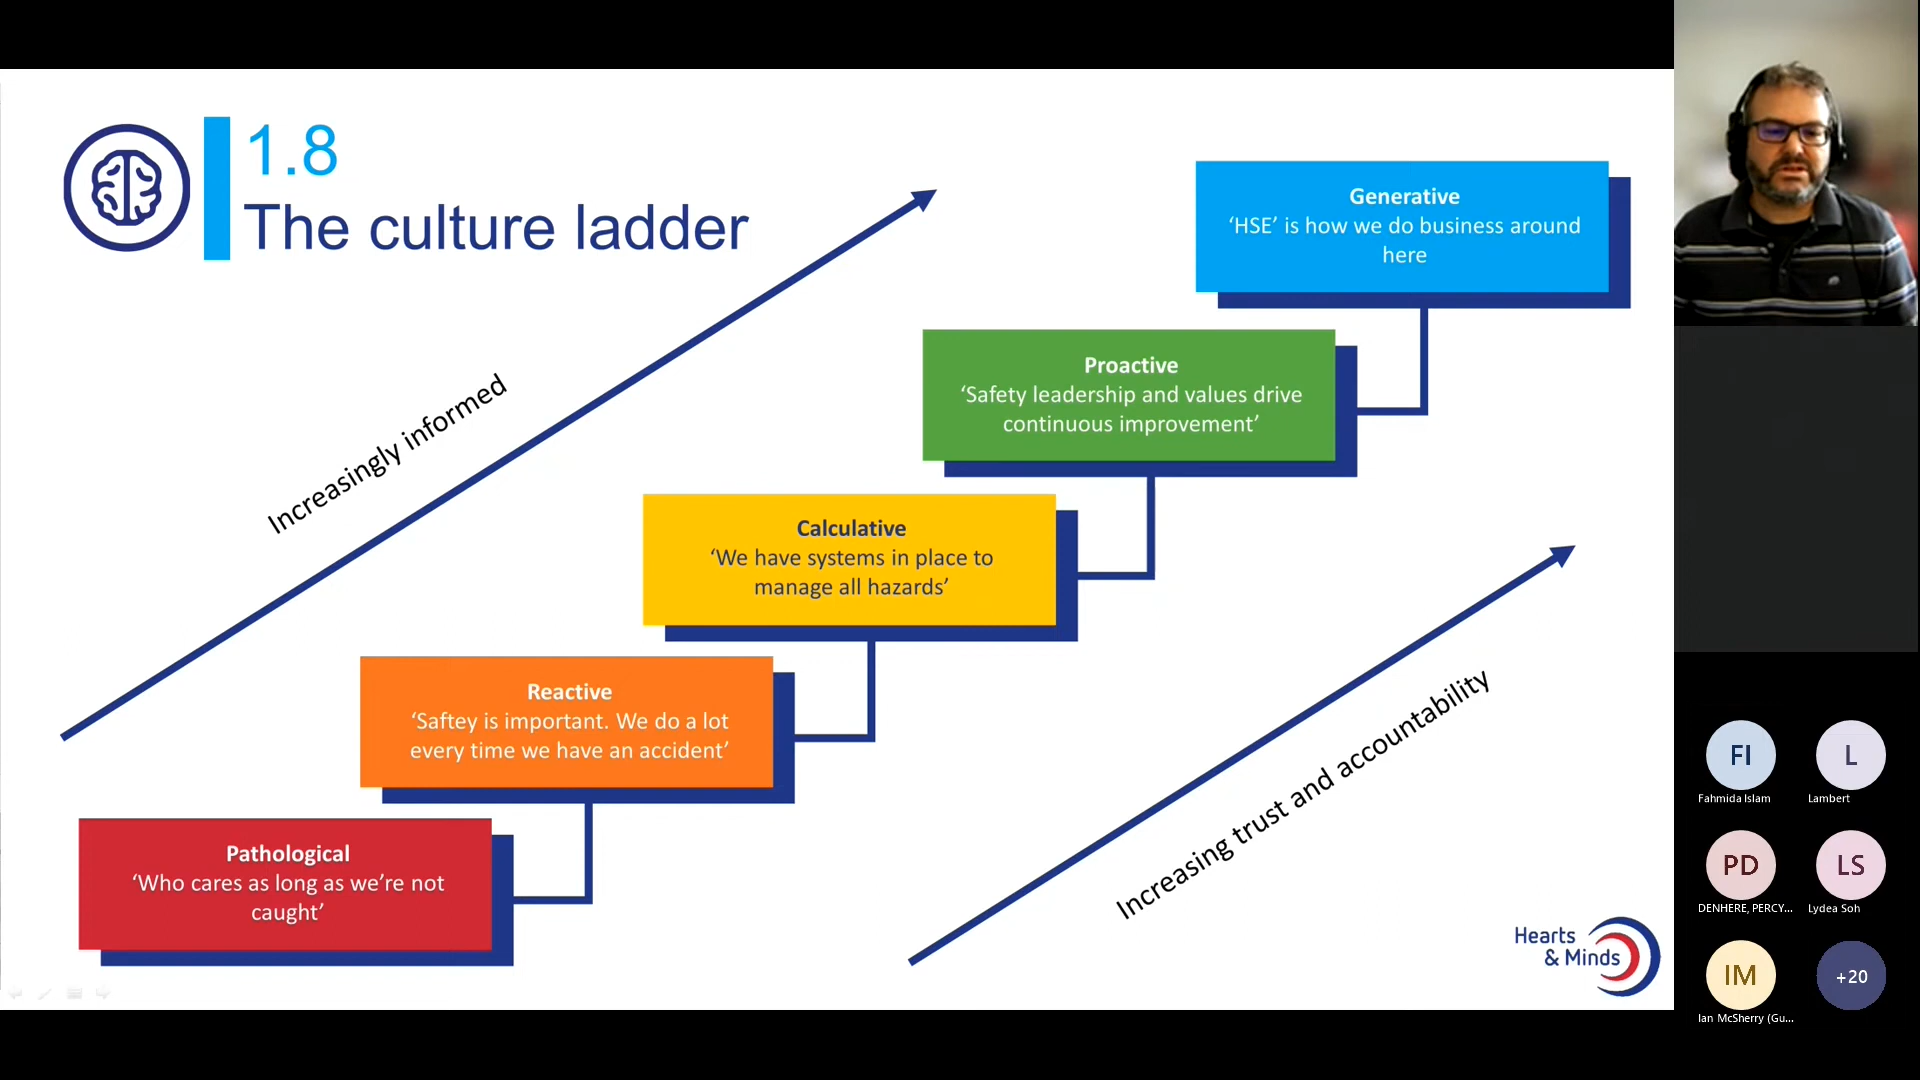 1.8
The culture ladder
Generative
‘HSE’ is how we do business around
here
Proactive
‘Safety leadership and values drive
continuous improvement’
Increasingly informed
Calculative
‘We have systems in place to
manage all hazards’
Reactive
‘Saftey is important. We do a lot
every time we have an accident’
Increasing trust and accountability
Pathological
‘Who cares as long as we’re not
caught’
Hearts
& Minds
FI
Fahmida Islam
L
Lambert
PD
DENHERE, PERCY...
LS
Lydea Soh
IM
Ian McSherry (Gu...
+20